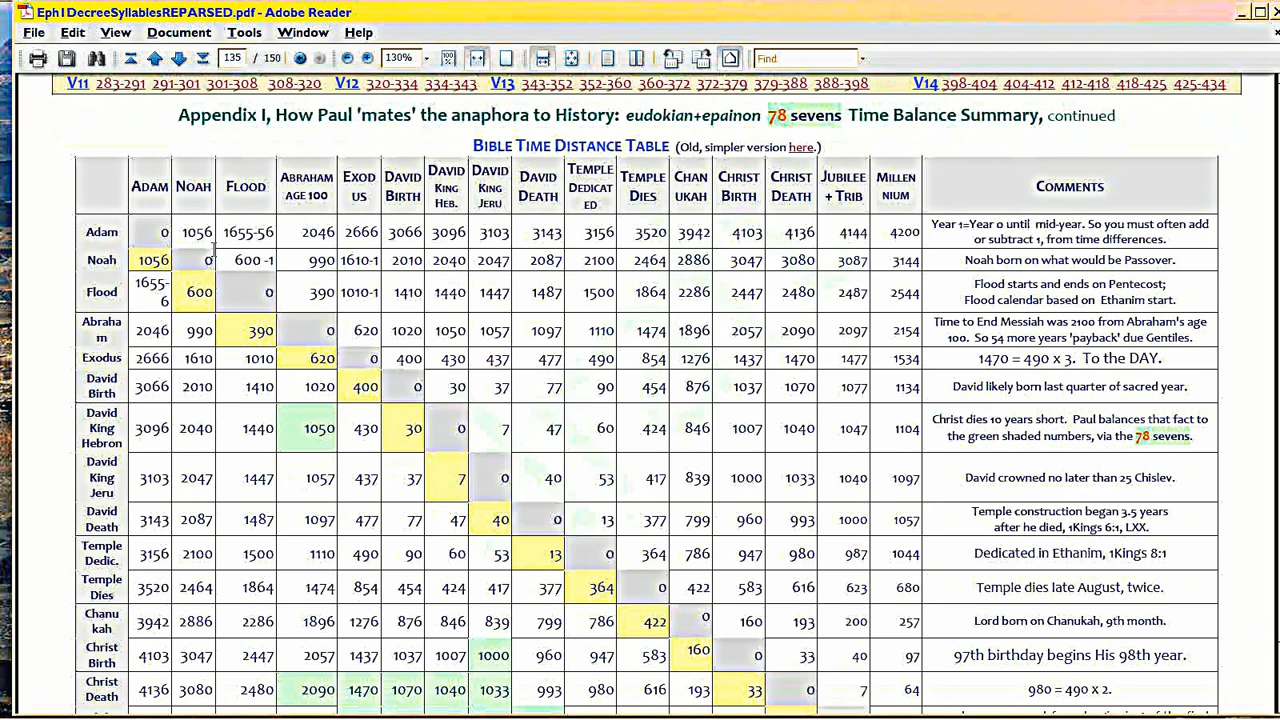 Eph1DecreeSyllablesREPARSED.pdf - Adobe Reader
File Edit View Document Tools Window Help
135 / 150 130% Find
V11 283-291 291-301 301-308 308-320 V12 320-334 334-343 V13 343-352 352-360 360-372 372-379 379-388 388-398 V14 398-404 404-412 412-418 418-425 425-434
Appendix I, How Paul 'mates' the anaphora to History: eudokian+epainon 78 sevens Time Balance Summary, continued
BIBLE TIME DISTANCE TABLE (Old, simpler version here.)
ADAM NOAH FLOOD ABRAHAM AGE 100 EXOD US DAVID BIRTH DAVID KING HEB. DAVID KING JERU DAVID DEATH TEMPLE DEDICAT ED TEMPLE DIES CHAN UKAH CHRIST BIRTH CHRIST DEATH JUBILEE + TRIB MILLEN NIUM COMMENTS
Adam 0 1056 1655-56 2046 2666 3066 3096 3103 3143 3156 3520 3942 4103 4136 4144 4200 Year 1=Year 0 until mid-year. So you must often add
or subtract 1, from time differences.
Noah 1056 0 600 -1 990 1610-1 2010 2040 2047 2087 2100 2464 2886 3047 3080 3087 3144 Noah born on what would be Passover.
Flood 1655-6 600 0 390 1010-1 1410 1440 1447 1487 1500 1864 2286 2447 2480 2487 2544 Flood starts and ends on Pentecost;
Flood calendar based on Ethanim start.
Abraha m 2046 990 390 0 620 1020 1050 1057 1097 1110 1474 1896 2057 2090 2097 2154 Time to End Messiah was 2100 from Abraham's age
100. So 54 more years 'payback' due Gentiles.
Exodus 2666 1610 1010 620 0 400 430 437 477 490 854 1276 1437 1470 1477 1534 1470 = 490 x 3. To the DAY.
David Birth 3066 2010 1410 1020 400 0 30 37 77 90 454 876 1037 1070 1077 1134 David likely born last quarter of sacred year.
David King Hebron 3096 2040 1440 1050 430 30 0 7 47 60 424 846 1007 1040 1047 1104 Christ dies 10 years short. Paul balances that fact to
the green shaded numbers, via the 78 sevens.
David King Jeru 3103 2047 1447 1057 437 37 7 0 40 53 417 839 1000 1033 1040 1097 David crowned no later than 25 Chislev.
David Death 3143 2087 1487 1097 477 77 47 40 0 13 377 799 960 993 1000 1057 Temple construction began 3.5 years
after he died, 1Kings 6:1, LXX.
Temple Dedic. 3156 2100 1500 1110 490 90 60 53 13 0 364 786 947 980 987 1044 Dedicated in Ethanim, 1Kings 8:1
Temple Dies 3520 2464 1864 1474 854 454 424 417 377 364 0 422 583 616 623 680 Temple dies late August, twice.
Chanu kah 3942 2886 2286 1896 1276 876 846 839 799 786 422 0 160 193 200 257 Lord born on Chanukah, 9th month.
Christ Birth 4103 3047 2447 2057 1437 1037 1007 1000 960 947 583 160 0 33 40 97 97th birthday begins His 98th year.
Christ Death 4136 3080 2480 2090 1470 1070 1040 1033 993 980 616 193 33 0 7 64 980 = 490 x 2.